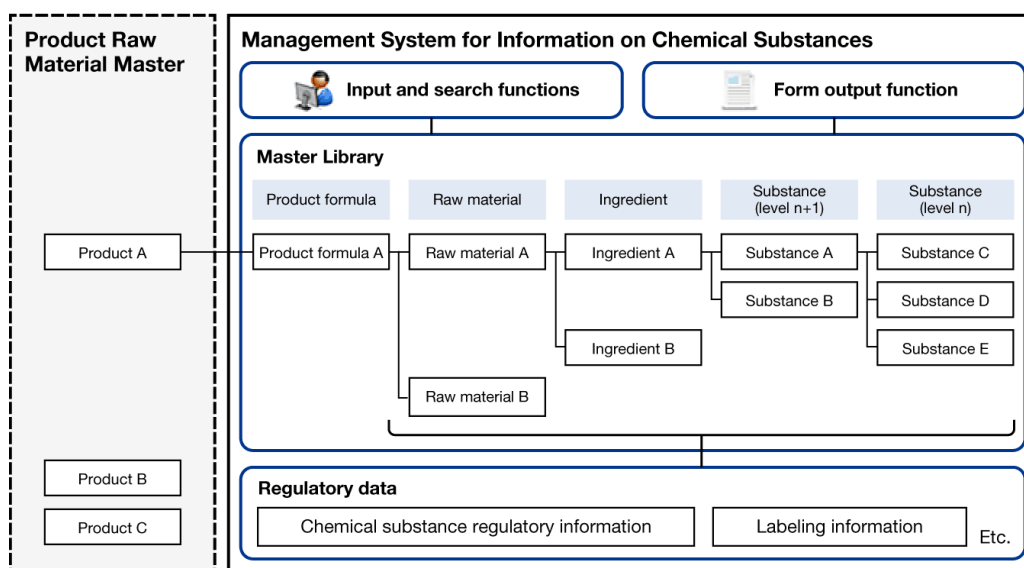 Product Raw
Material Master
Product A
Product B
Product C
Management System for Information on Chemical Substances
Input and search functions
Form output function
Master Library
Product formula
Raw material
Ingredient
Substance
(level n+1)
Substance
(level n)
Product formula A
Raw material A
Ingredient A
Substance A
Substance C
Substance B
Substance D
Ingredient B
Substance E
Raw material B
Regulatory data
Chemical substance regulatory information
Labeling information
Etc.